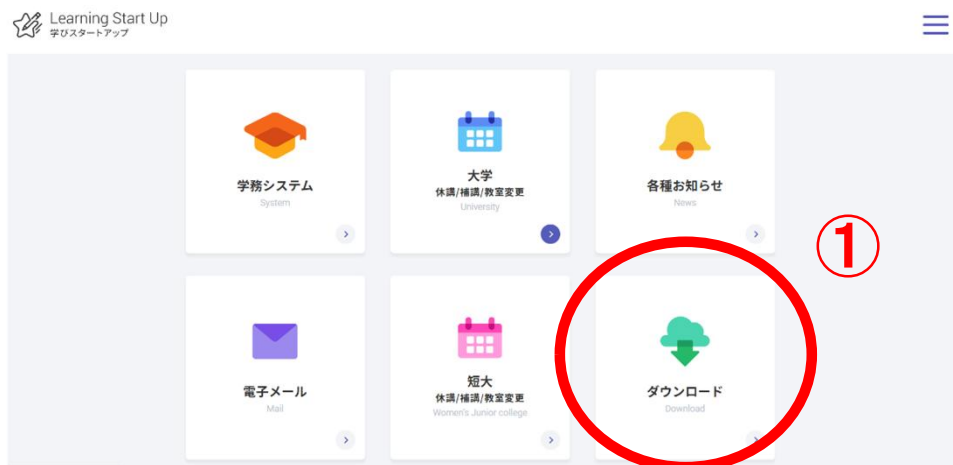 Learning Start Up
学びスタートアップ
学務システム
System
大学
休講/補講/教室変更
University
各種お知らせ
News
①
電子メール
Mail
短大
休講/補講/教室変更
Women's Junior college
ダウンロード
Download